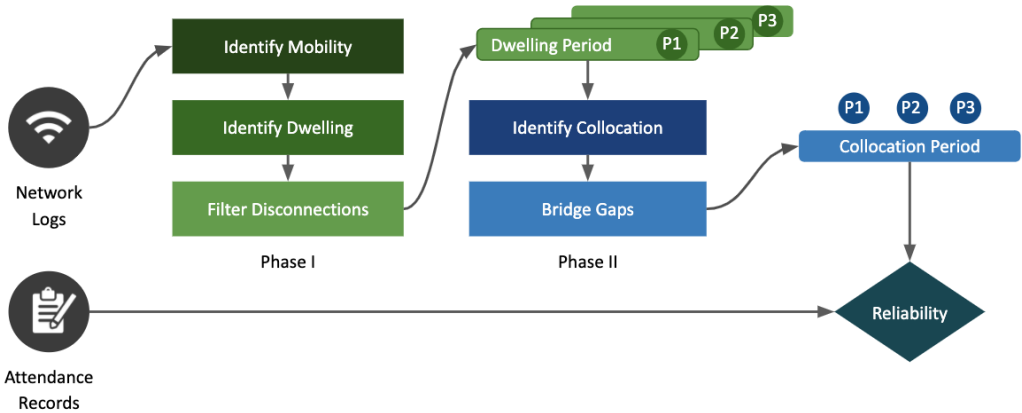 Identify Mobility
Identify Dwelling
Filter Disconnections
Phase I
Network
Logs
Dwelling Period
P1
P2
P3
Identify Collocation
Bridge Gaps
Phase II
P1
P2
P3
Collocation Period
Reliability
Attendance
Records